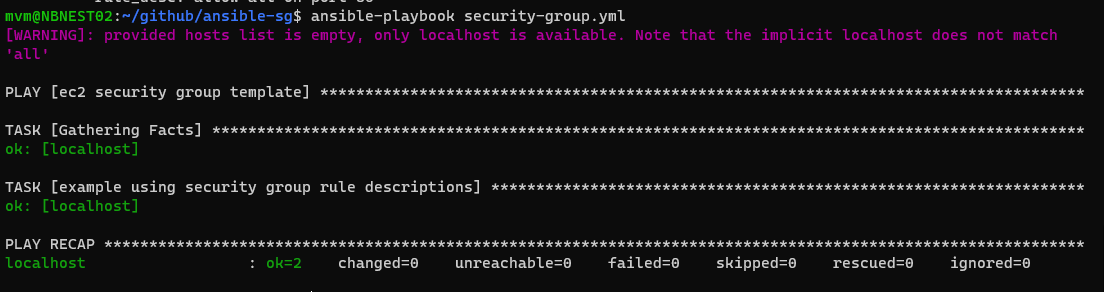 mvm@NBNEST02:~/github/ansible-sg$ ansible-playbook security-group.yml
[WARNING]: provided hosts list is empty, only localhost is available. Note that the implicit localhost does not match
'all'
PLAY [ec2 security group template] *************************************************************************************
TASK [Gathering Facts] *************************************************************************************************
ok: [localhost]
TASK [example using security group rule descriptions] ******************************************************************
ok: [localhost]
PLAY RECAP *************************************************************************************************************
localhost                  : ok=2    changed=0    unreachable=0    failed=0    skipped=0    rescued=0    ignored=0